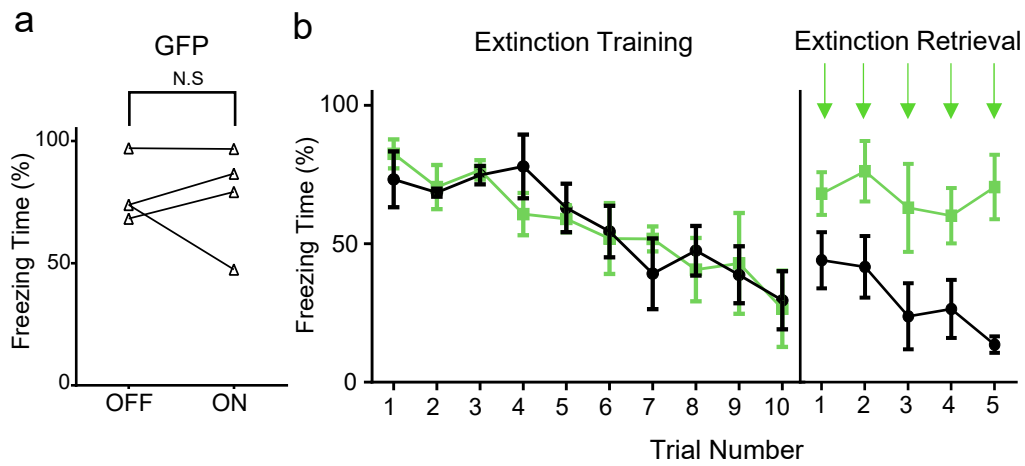 a
GFP
N.S
100
50
0
Freezing Time (%)
OFF ON
b
Extinction Training
Extinction Retrieval
100
50
0
Freezing Time (%)
1 2 3 4 5 6 7 8 9 10
1 2 3 4 5
Trial Number